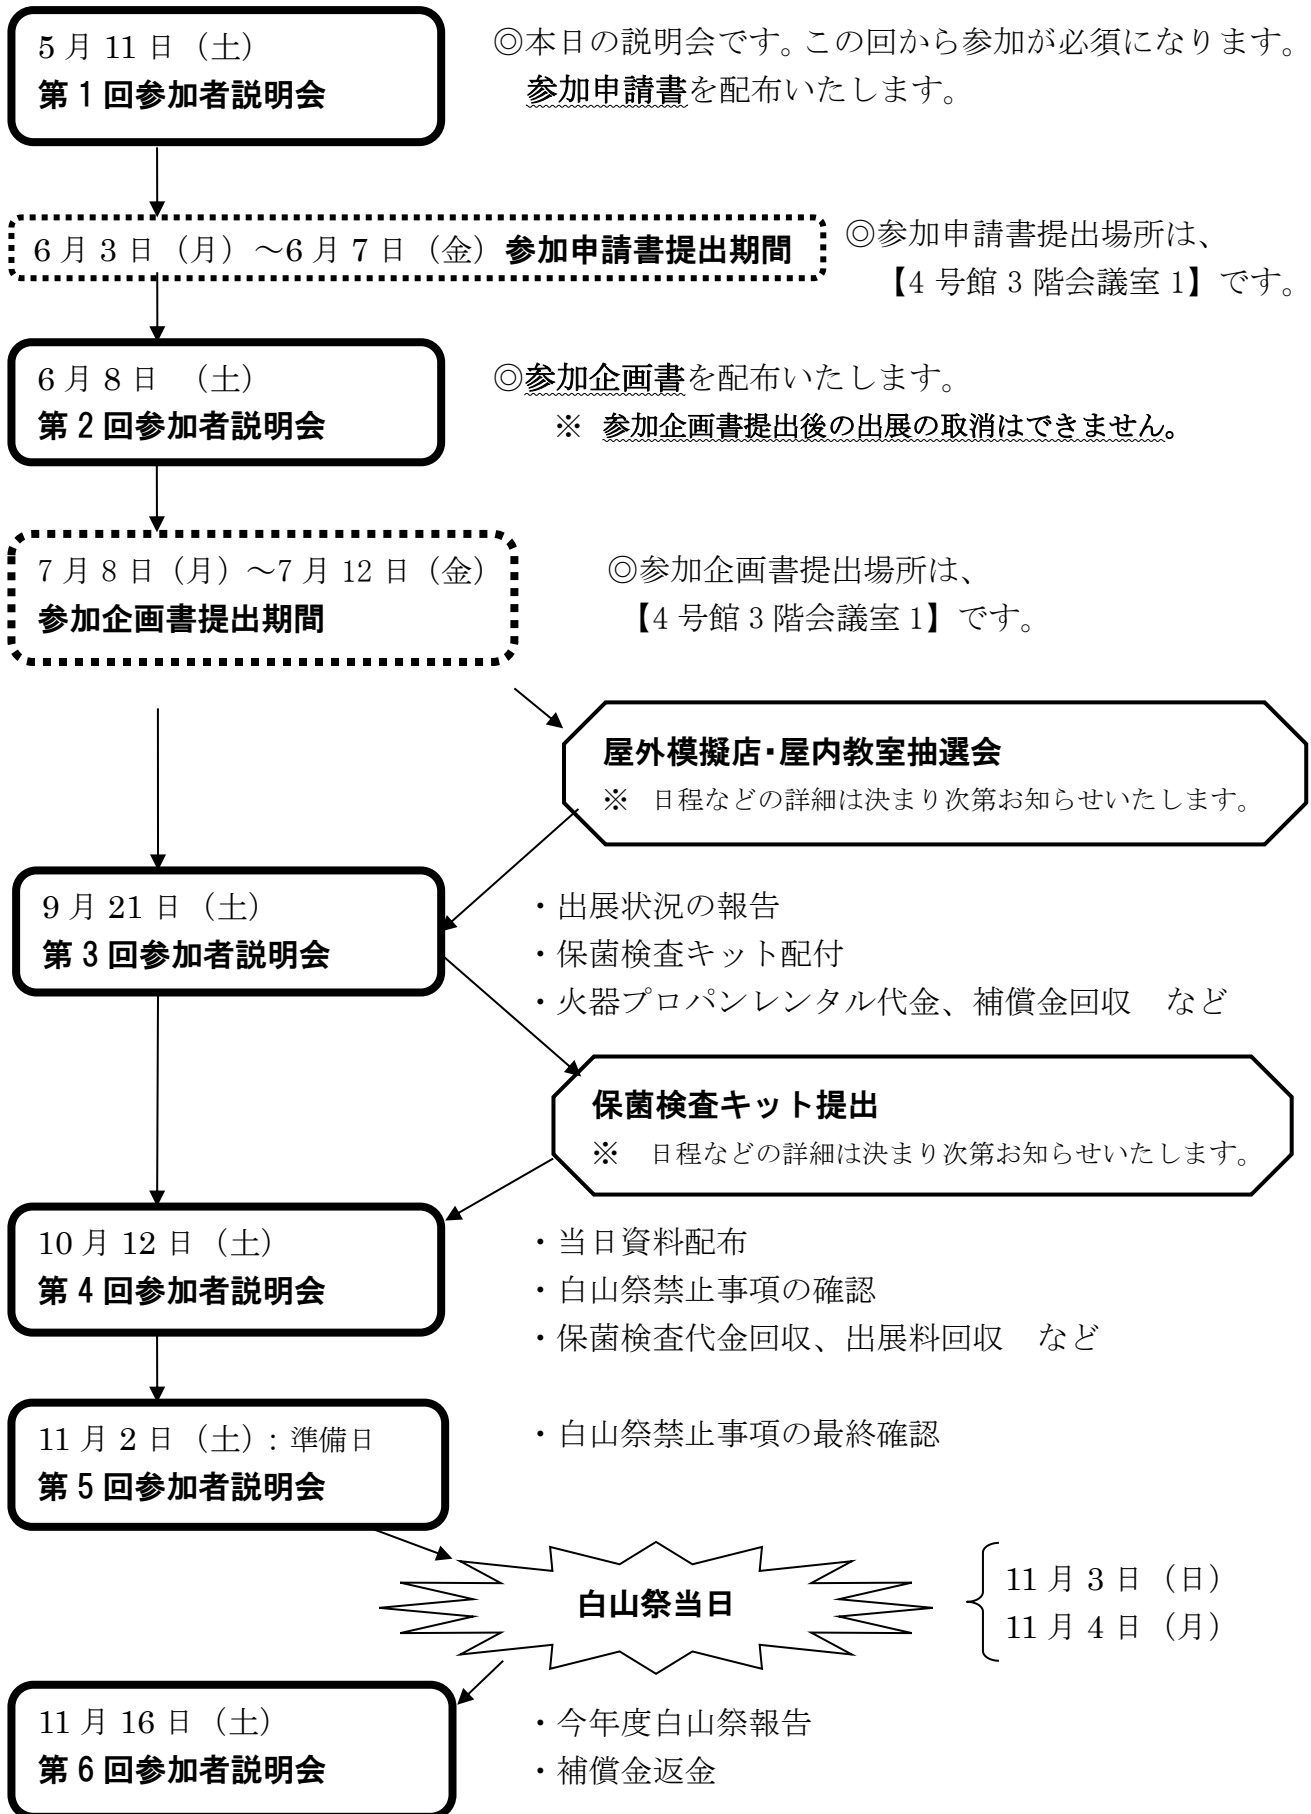 5月11日（土）
第1回参加者説明会
◎本日の説明会です。この回から参加が必須になります。
参加申請書を配布いたします。
6月3日（月）～6月7日（金）参加申請書提出期間
◎参加申請書提出場所は、
【4号館3階会議室1】です。
6月8日　（土）
第2回参加者説明会
◎参加企画書を配布いたします。
※　参加企画書提出後の出展の取消はできません。
7月8日（月）～7月12日（金）
参加企画書提出期間
◎参加企画書提出場所は、
【4号館3階会議室1】です。
屋外模擬店・屋内教室抽選会
※　日程などの詳細は決まり次第お知らせいたします。
9月21日（土）
第3回参加者説明会
・出展状況の報告
・保菌検査キット配付
・火器プロパンレンタル代金、補償金回収　など
保菌検査キット提出
※　日程などの詳細は決まり次第お知らせいたします。
10月12日（土）
第4回参加者説明会
・当日資料配布
・白山祭禁止事項の確認
・保菌検査代金回収、出展料回収　など
11月2日（土）: 準備日
第5回参加者説明会
・白山祭禁止事項の最終確認
白山祭当日
11月3日（日）
11月4日（月）
11月16日（土）
第6回参加者説明会
・今年度白山祭報告
・補償金返金